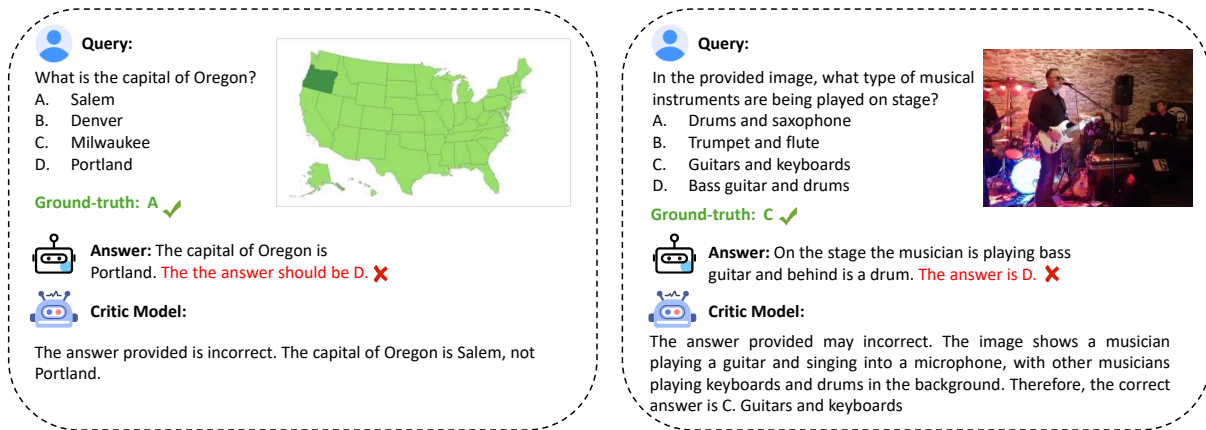 Query:
What is the capital of Oregon?
A. Salem
B. Denver
C. Milwaukee
D. Portland
Ground-truth: A
Answer: The capital of Oregon is
Portland. The the answer should be D.
Critic Model:
The answer provided is incorrect. The capital of Oregon is Salem, not
Portland.
Query:
In the provided image, what type of musical
instruments are being played on stage?
A. Drums and saxophone
B. Trumpet and flute
C. Guitars and keyboards
D. Bass guitar and drums
Ground-truth: C
Answer: On the stage the musician is playing bass
guitar and behind is a drum. The answer is D.
Critic Model:
The answer provided may incorrect. The image shows a musician
playing a guitar and singing into a microphone, with other musicians
playing keyboards and drums in the background. Therefore, the correct
answer is C. Guitars and keyboards